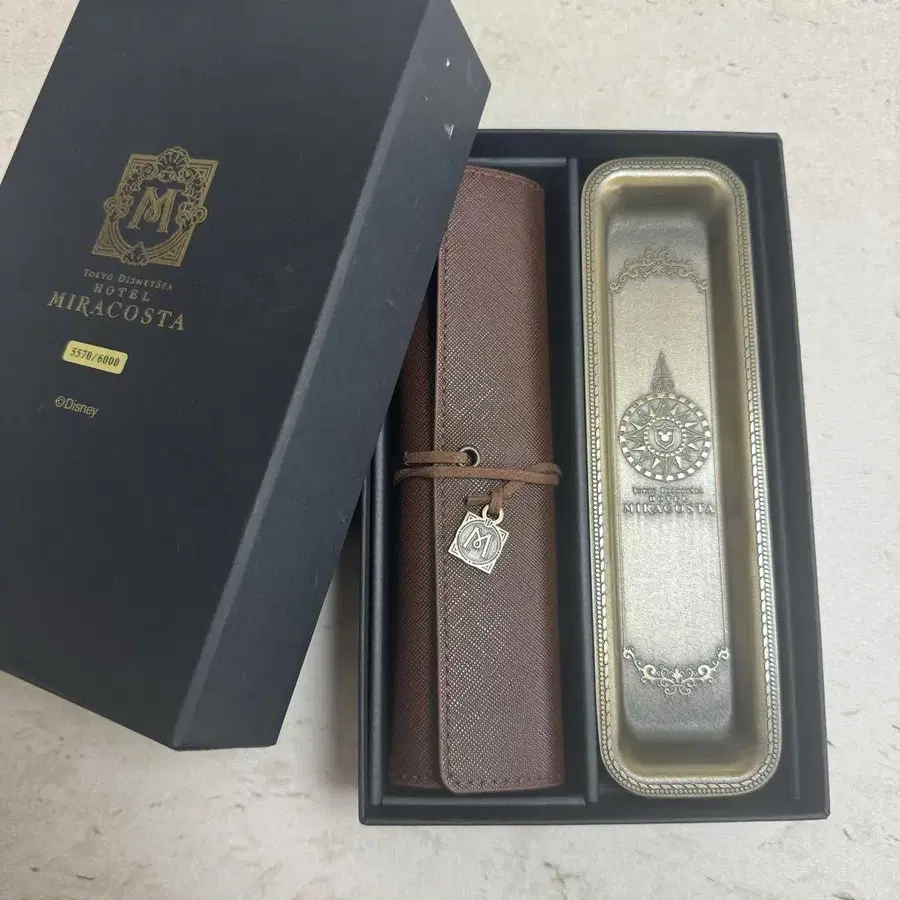 M
TOKYO DISNEYSEA
HOTEL
MIRACOSTA
5570/6000
©Disney
M
TOKYO DISNEYSEA
HOTEL
MIRACOSTA